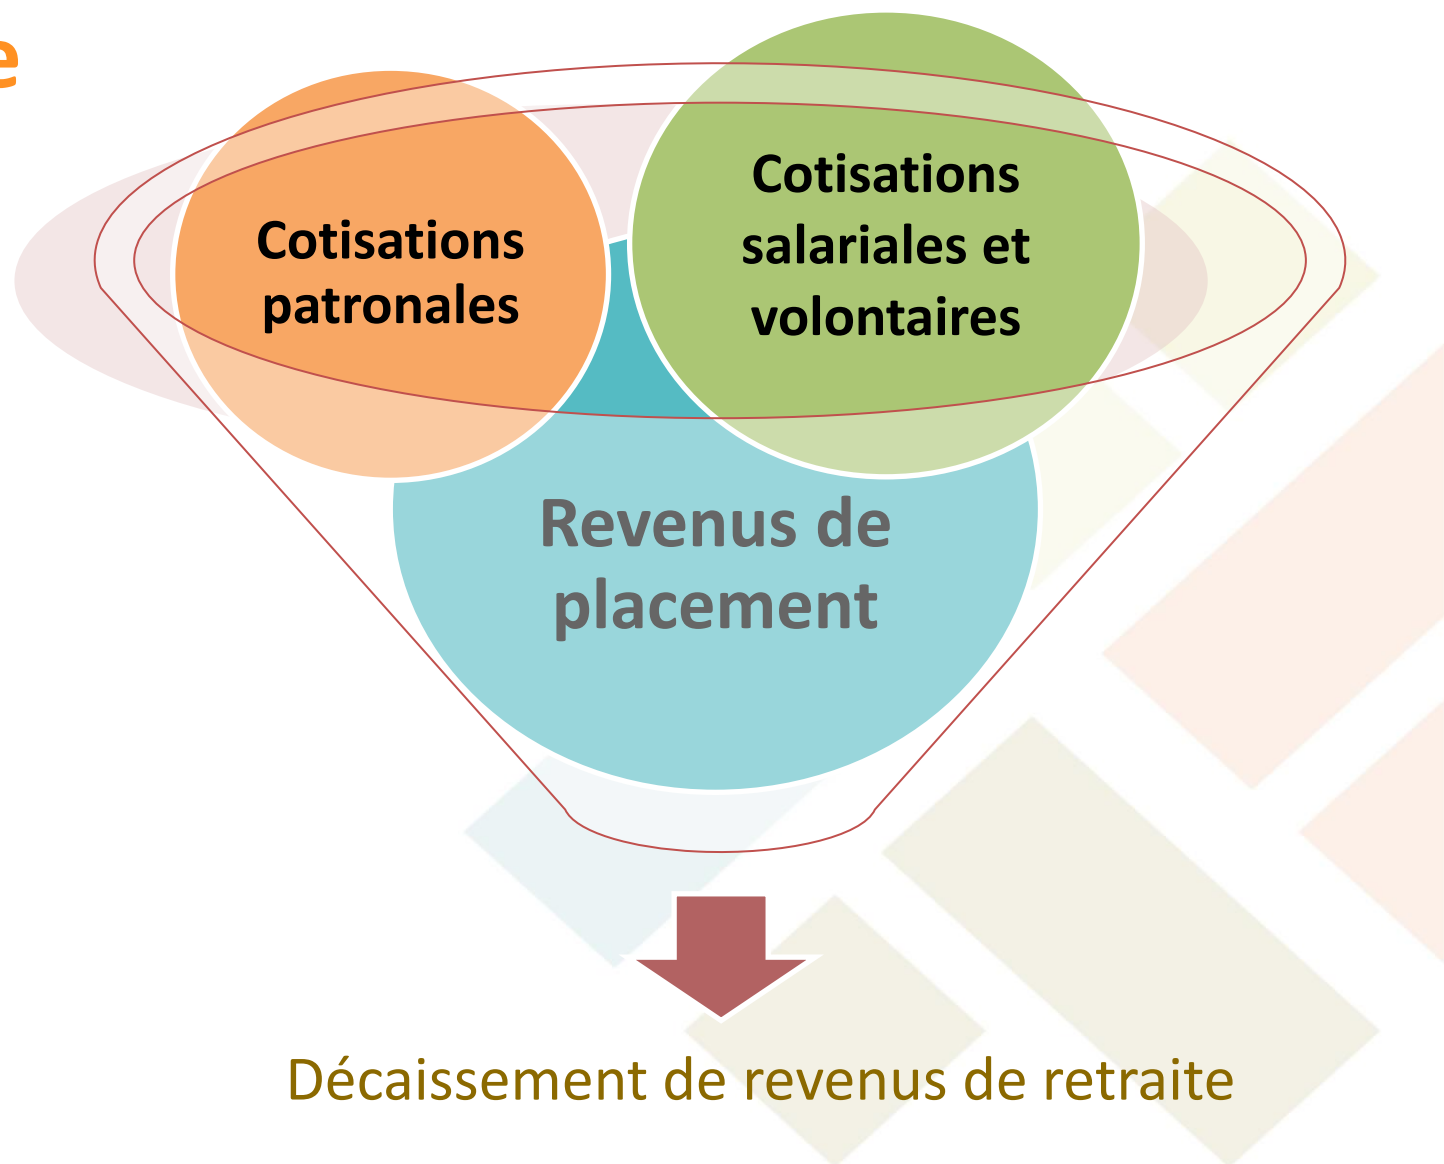 e
Cotisations
patronales
Cotisations
salariales et
volontaires
Revenus de
placement
Décaissement de revenus de retraite